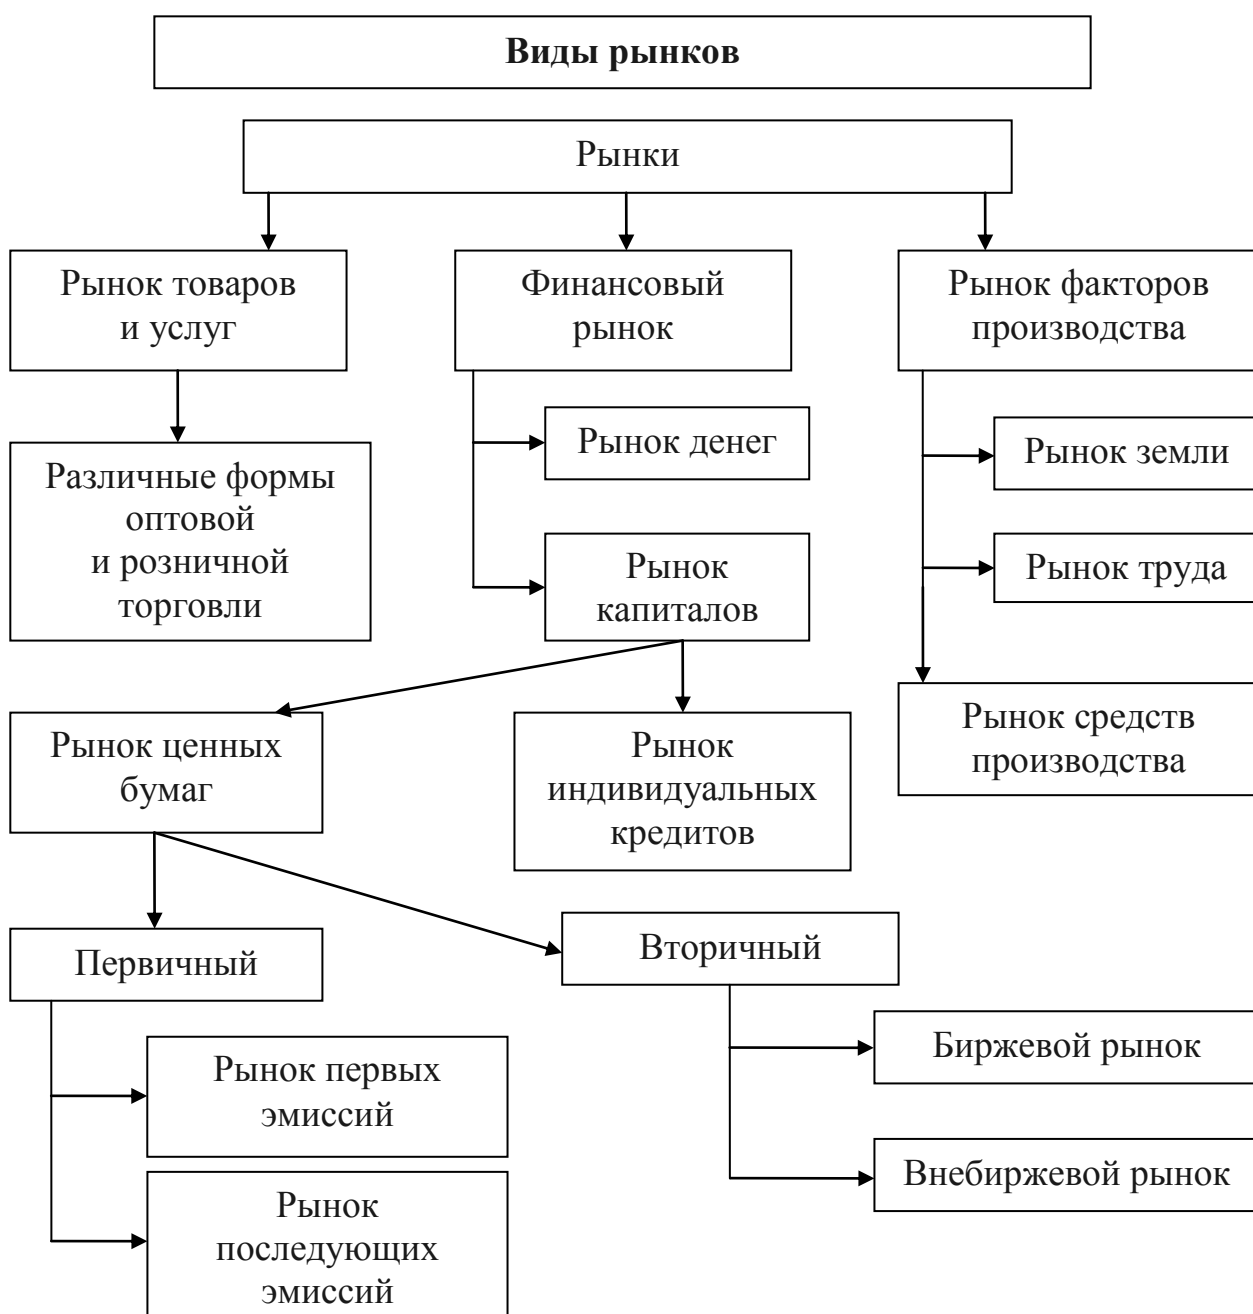 Виды рынков
Рынки
Рынок товаров
и услуг
Финансовый
рынок
Рынок факторов
производства
Различные формы
оптовой
и розничной
торговли
Рынок денег
Рынок
капиталов
Рынок земли
Рынок труда
Рынок средств
производства
Рынок ценных
бумаг
Рынок
индивидуальных
кредитов
Первичный
Вторичный
Рынок первых
эмиссий
Рынок
последующих
эмиссий
Биржевой рынок
Внебиржевой рынок